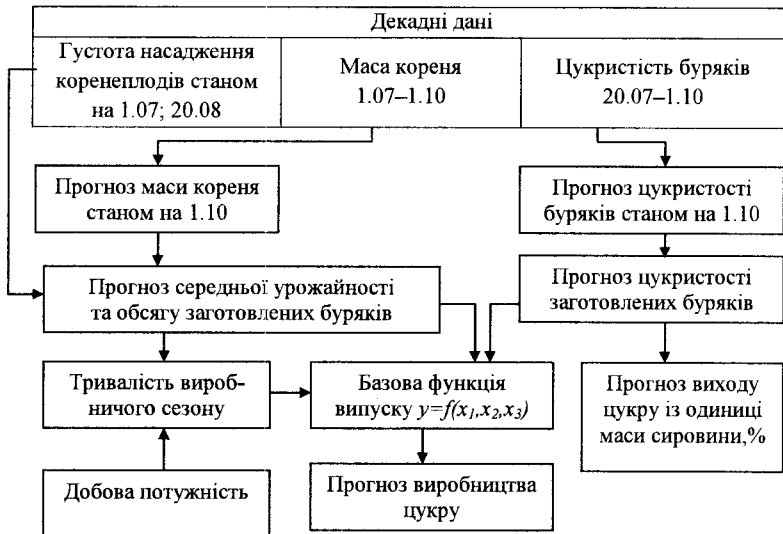 Декадні дані
Густота насадження
коренеплодів станом
на 1.07; 20.08
Маса кореня
1.07–1.10
Цукристість буряків
20.07–1.10
Прогноз маси кореня
станом на 1.10
Прогноз цукристості
буряків станом на 1.10
Прогноз середньої урожайності
та обсягу заготовлених буряків
Прогноз цукристості
заготовлених буряків
Тривалість вироб-
ничого сезону
Базова функція
випуску y=f(x₁,x₂,x₃)
Прогноз виходу
цукру із одиниці
маси сировини,%
Добова потужність
Прогноз виробництва
цукру